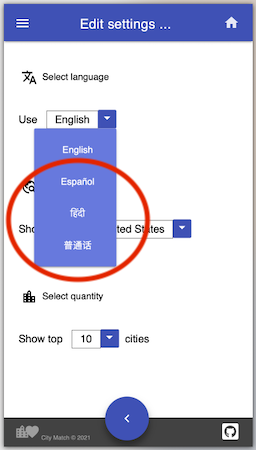 Edit settings ...
Select language
Use English
English
Español
हिंदी
普通话
Sho
ted States
Select quantity
Show top 10 cities
City Match © 2021